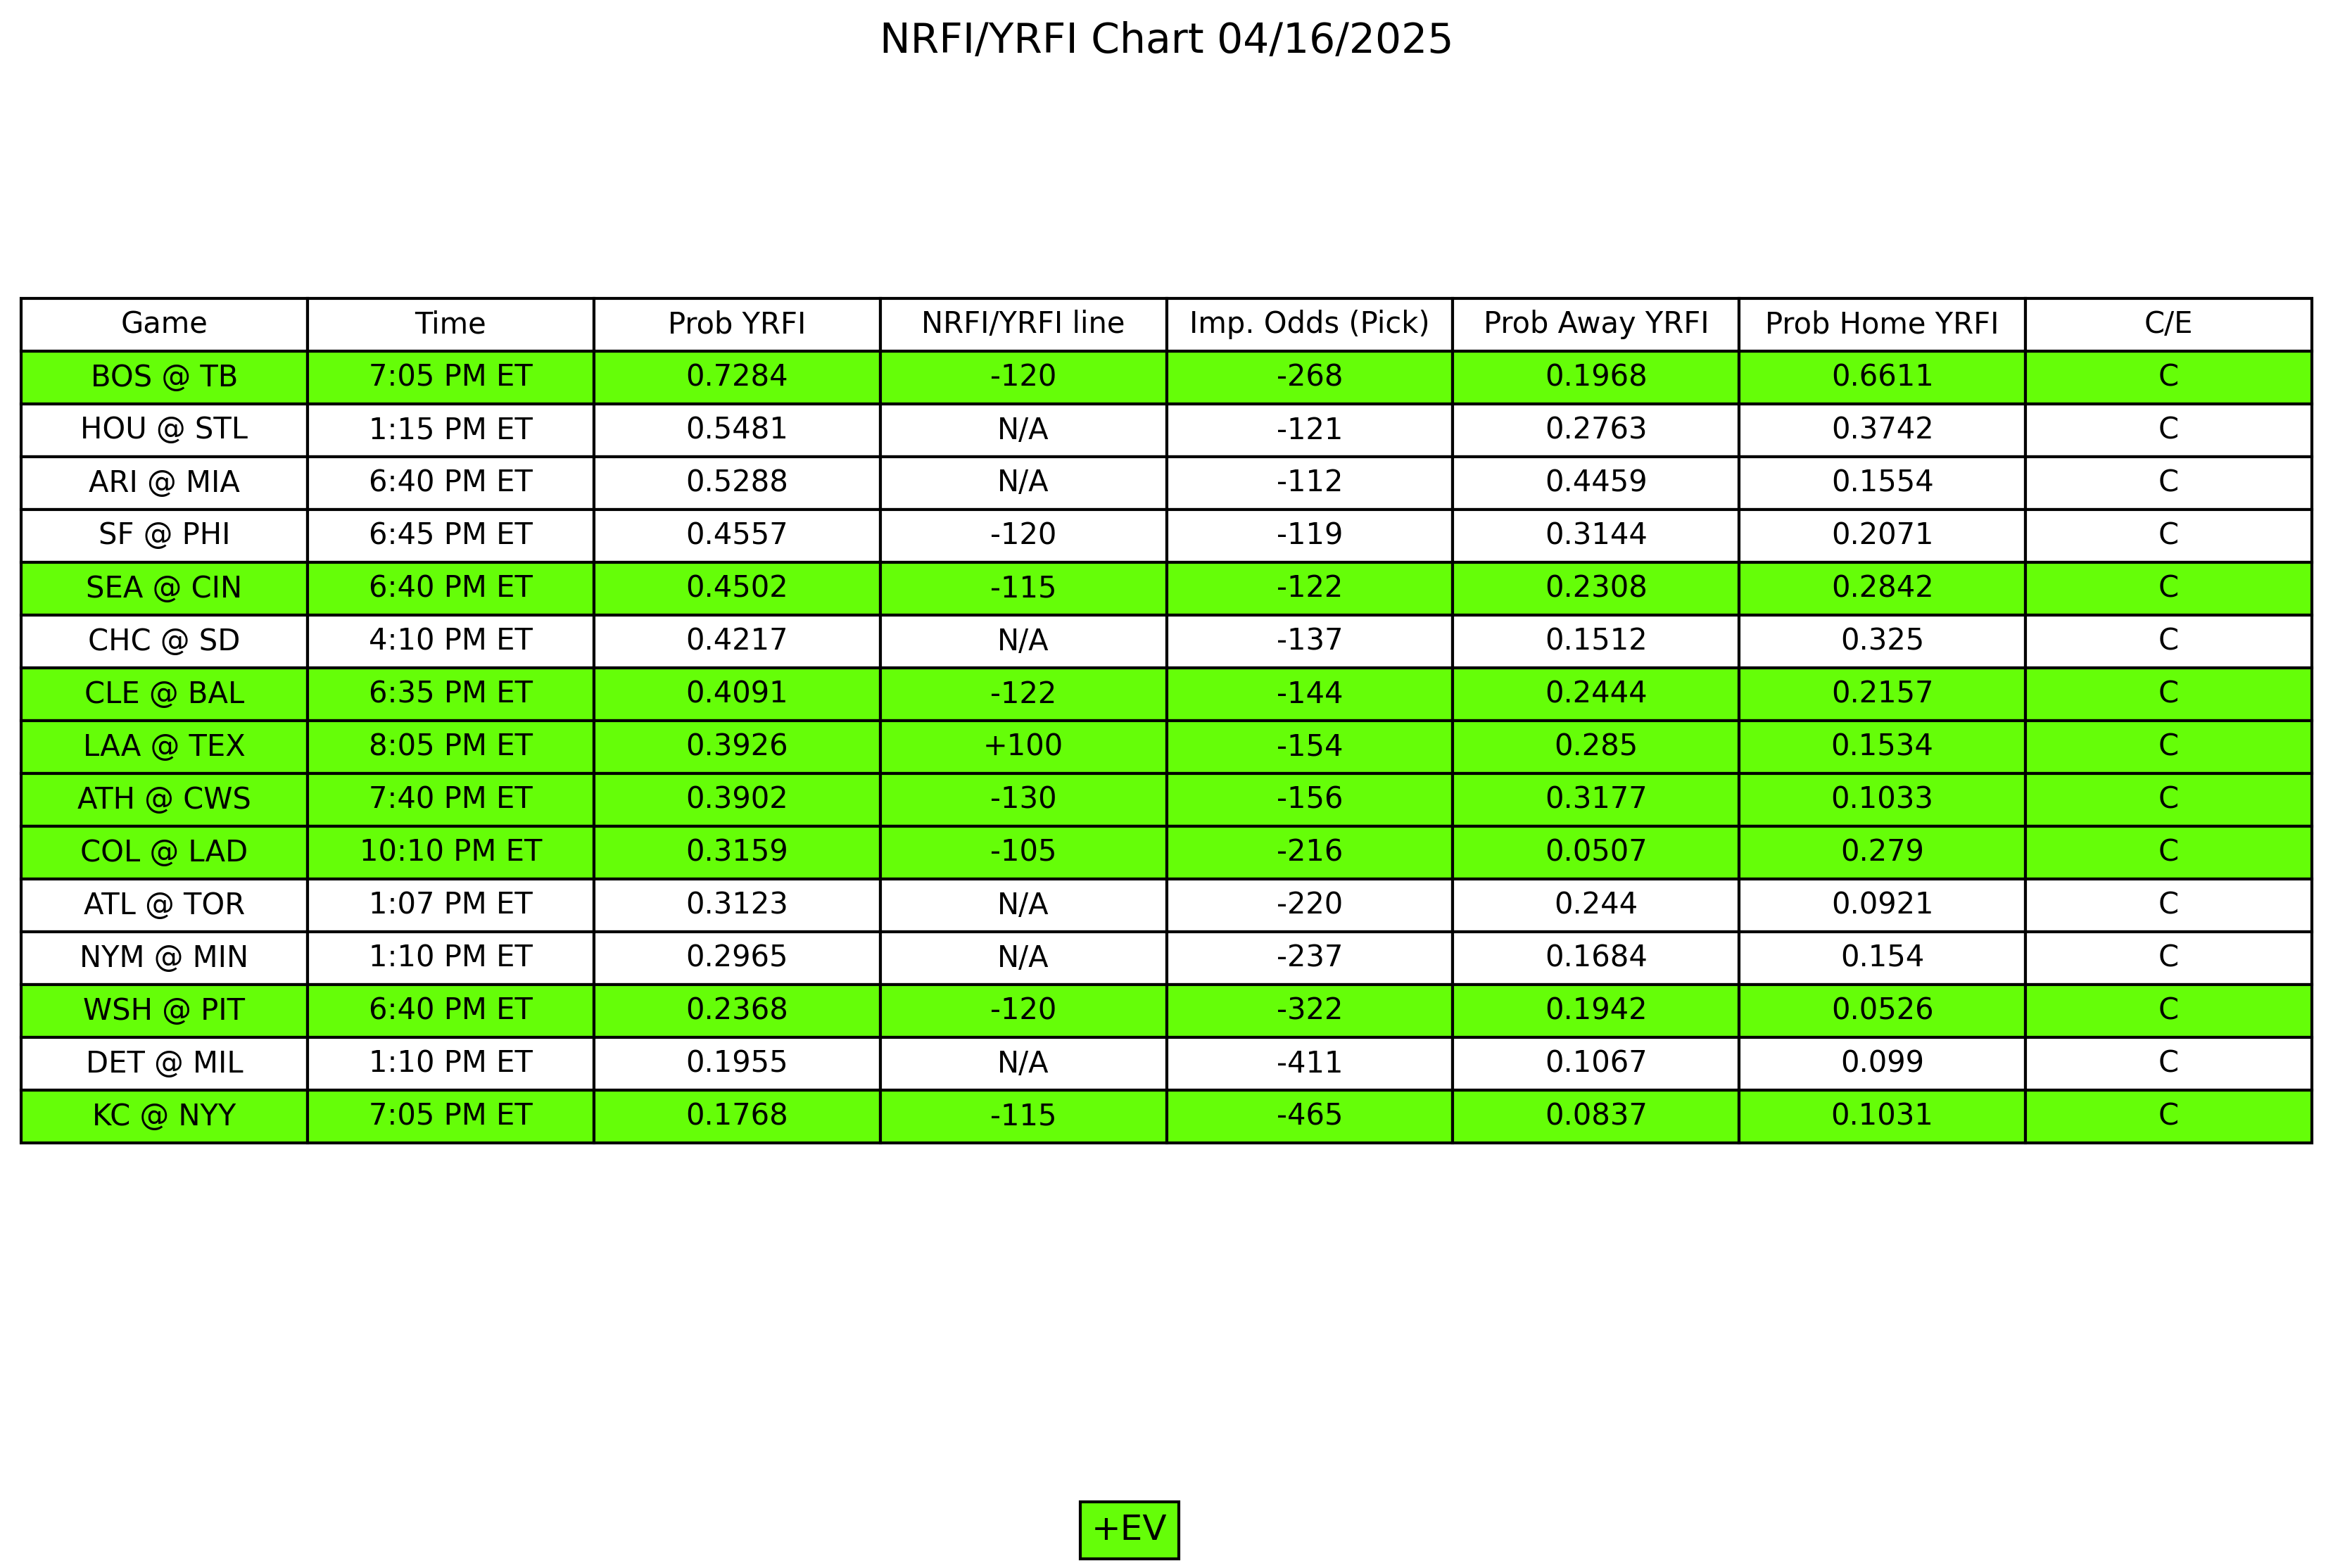 NRFI/YRFI Chart 04/16/2025
Game Time Prob YRFI NRFI/YRFI line Imp. Odds (Pick) Prob Away YRFI Prob Home YRFI C/E
BOS @ TB 7:05 PM ET 0.7284 -120 -268 0.1968 0.6611 C
HOU @ STL 1:15 PM ET 0.5481 N/A -121 0.2763 0.3742 C
ARI @ MIA 6:40 PM ET 0.5288 N/A -112 0.4459 0.1554 C
SF @ PHI 6:45 PM ET 0.4557 -120 -119 0.3144 0.2071 C
SEA @ CIN 6:40 PM ET 0.4502 -115 -122 0.2308 0.2842 C
CHC @ SD 4:10 PM ET 0.4217 N/A -137 0.1512 0.325 C
CLE @ BAL 6:35 PM ET 0.4091 -122 -144 0.2444 0.2157 C
LAA @ TEX 8:05 PM ET 0.3926 +100 -154 0.285 0.1534 C
ATH @ CWS 7:40 PM ET 0.3902 -130 -156 0.3177 0.1033 C
COL @ LAD 10:10 PM ET 0.3159 -105 -216 0.0507 0.279 C
ATL @ TOR 1:07 PM ET 0.3123 N/A -220 0.244 0.0921 C
NYM @ MIN 1:10 PM ET 0.2965 N/A -237 0.1684 0.154 C
WSH @ PIT 6:40 PM ET 0.2368 -120 -322 0.1942 0.0526 C
DET @ MIL 1:10 PM ET 0.1955 N/A -411 0.1067 0.099 C
KC @ NYY 7:05 PM ET 0.1768 -115 -465 0.0837 0.1031 C
+EV